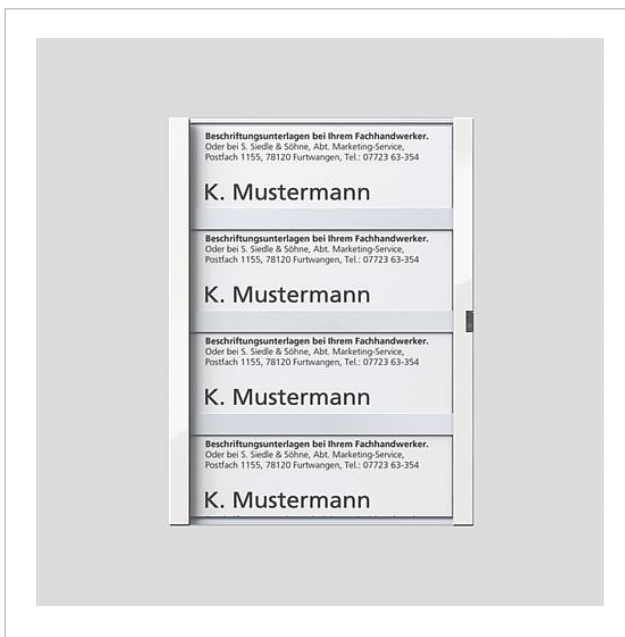 Beschriftungsunterlagen bei Ihrem Fachhandwerker.
Oder bei S. Siedle & Söhne, Abt. Marketing-Service,
Postfach 1155, 78120 Furtwangen, Tel.: 07723 63-354
K. Mustermann
Beschriftungsunterlagen bei Ihrem Fachhandwerker.
Oder bei S. Siedle & Söhne, Abt. Marketing-Service,
Postfach 1155, 78120 Furtwangen, Tel.: 07723 63-354
K. Mustermann
Beschriftungsunterlagen bei Ihrem Fachhandwerker.
Oder bei S. Siedle & Söhne, Abt. Marketing-Service,
Postfach 1155, 78120 Furtwangen, Tel.: 07723 63-354
K. Mustermann
Beschriftungsunterlagen bei Ihrem Fachhandwerker.
Oder bei S. Siedle & Söhne, Abt. Marketing-Service,
Postfach 1155, 78120 Furtwangen, Tel.: 07723 63-354
K. Mustermann